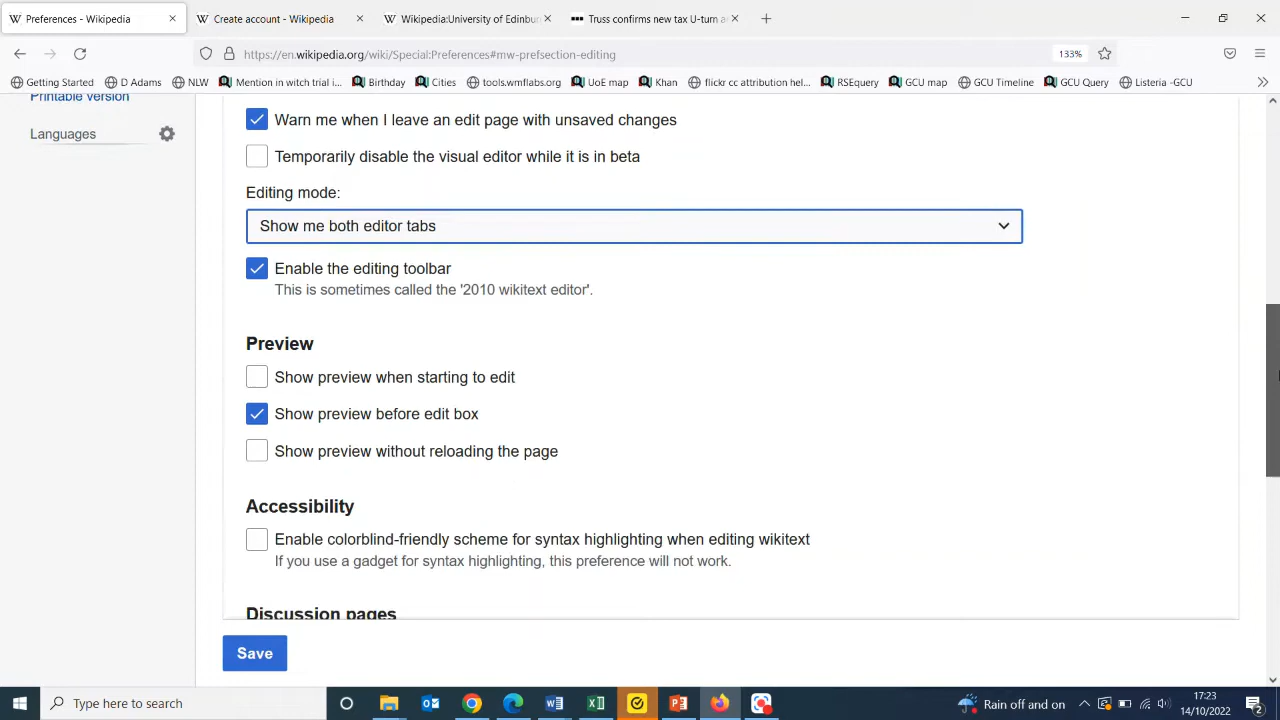 Preferences - Wikipedia
Create account - Wikipedia
Wikipedia:University of Edinbur
Truss confirms new tax U-turn a
https://en.wikipedia.org/wiki/Special:Preferences#mw-prefsection-editing
133%
Getting Started
D Adams
NLW
Mention in witch trial i...
Birthday
Cities
tools.wmflabs.org
UoE map
Khan
flickr cc attribution hel...
RSEquery
GCU map
GCU Timeline
GCU Query
Listeria -GCU
Printable version
Languages
Warn me when I leave an edit page with unsaved changes
Temporarily disable the visual editor while it is in beta
Editing mode:
Show me both editor tabs
Enable the editing toolbar
This is sometimes called the '2010 wikitext editor'.
Preview
Show preview when starting to edit
Show preview before edit box
Show preview without reloading the page
Accessibility
Enable colorblind-friendly scheme for syntax highlighting when editing wikitext
If you use a gadget for syntax highlighting, this preference will not work.
Discussion pages
Save
Type here to search
Rain off and on
17:23
14/10/2022
2